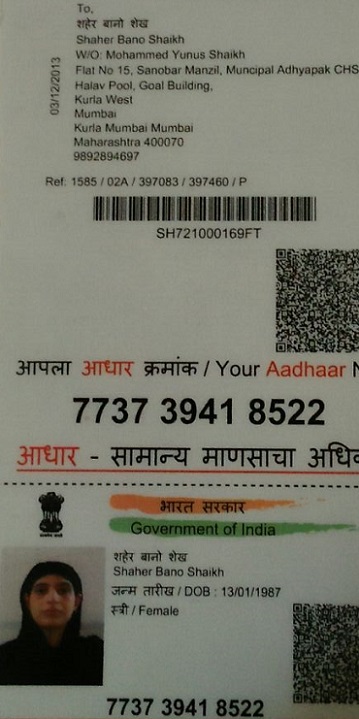 To,
शहेर बानो शेख
Shaher Bano Shaikh
W/O: Mohammed Yunus Shaikh
Flat No 15, Sanobar Manzil, Muncipal Adhyapak CHS
Halav Pool, Goal Building,
Kurla West
Mumbai
Kurla Mumbai Mumbai
Maharashtra 400070
9892894697
03/12/2013
Ref: 1585 / 02A / 397083 / 397460 / P
SH721000169FT
आपला आधार क्रमांक / Your Aadhaar N
7737 3941 8522
आधार - सामान्य माणसाचा
भारत सरकार
Government of India
शहेर बानो शेख
Shaher Bano Shaikh
जन्म तारीख / DOB : 13/01/1987
स्त्री / Female
7737 3941 8522